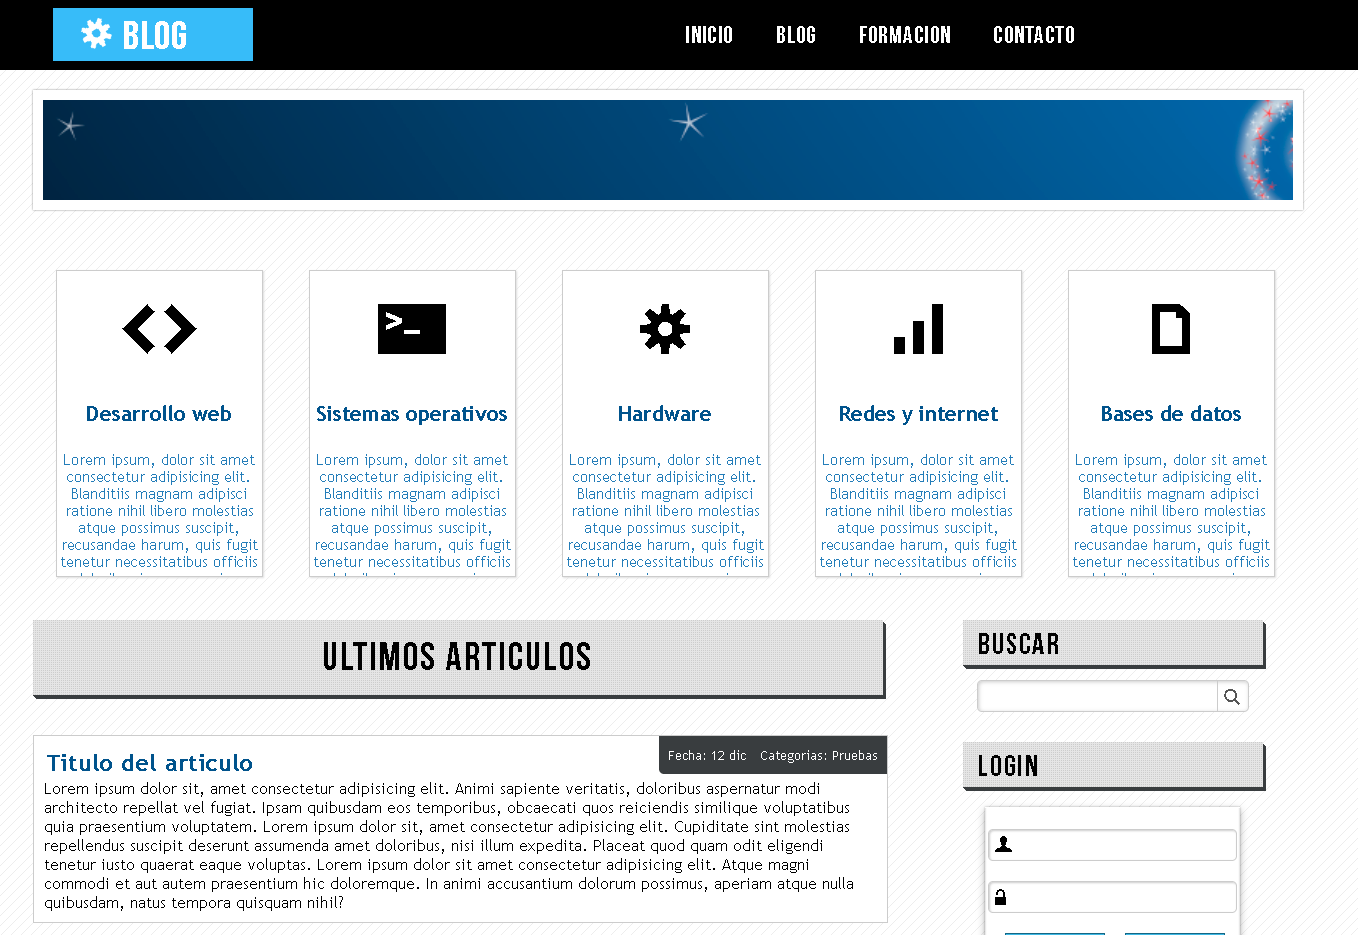 BLOG
INICIO BLOG FORMACION CONTACTO
>_
Desarrollo web
Lorem ipsum, dolor sit amet
consectetur adipisicing elit.
Blanditiis magnam adipisci
ratione nihil libero molestias
atque possimus suscipit,
recusandae harum, quis fugit
tenetur necessitatibus officiis
Sistemas operativos
Lorem ipsum, dolor sit amet
consectetur adipisicing elit.
Blanditiis magnam adipisci
ratione nihil libero molestias
atque possimus suscipit,
recusandae harum, quis fugit
tenetur necessitatibus officiis
Hardware
Lorem ipsum, dolor sit amet
consectetur adipisicing elit.
Blanditiis magnam adipisci
ratione nihil libero molestias
atque possimus suscipit,
recusandae harum, quis fugit
tenetur necessitatibus officiis
Redes y internet
Lorem ipsum, dolor sit amet
consectetur adipisicing elit.
Blanditiis magnam adipisci
ratione nihil libero molestias
atque possimus suscipit,
recusandae harum, quis fugit
tenetur necessitatibus officiis
Bases de datos
Lorem ipsum, dolor sit amet
consectetur adipisicing elit.
Blanditiis magnam adipisci
ratione nihil libero molestias
atque possimus suscipit,
recusandae harum, quis fugit
tenetur necessitatibus officiis
ULTIMOS ARTICULOS
Titulo del articulo
Fecha: 12 dic Categorias: Pruebas
Lorem ipsum dolor sit, amet consectetur adipisicing elit. Animi sapiente veritatis, doloribus aspernatur modi
architecto repellat vel fugiat. Ipsam quibusdam eos temporibus, obcaecati quos reiciendis similique voluptatibus
quia praesentium voluptatem. Lorem ipsum dolor sit, amet consectetur adipisicing elit. Cupiditate sint molestias
repellendus suscipit deserunt assumenda amet doloribus, nisi illum expedita. Placeat quod quam odit eligendi
tenetur iusto quaerat eaque voluptas. Lorem ipsum dolor sit amet consectetur adipisicing elit. Atque magni
commodi et aut autem praesentium hic doloremque. In animi accusantium dolorum possimus, aperiam atque nulla
quibusdam, natus tempora quisquam nihil?
BUSCAR
LOGIN